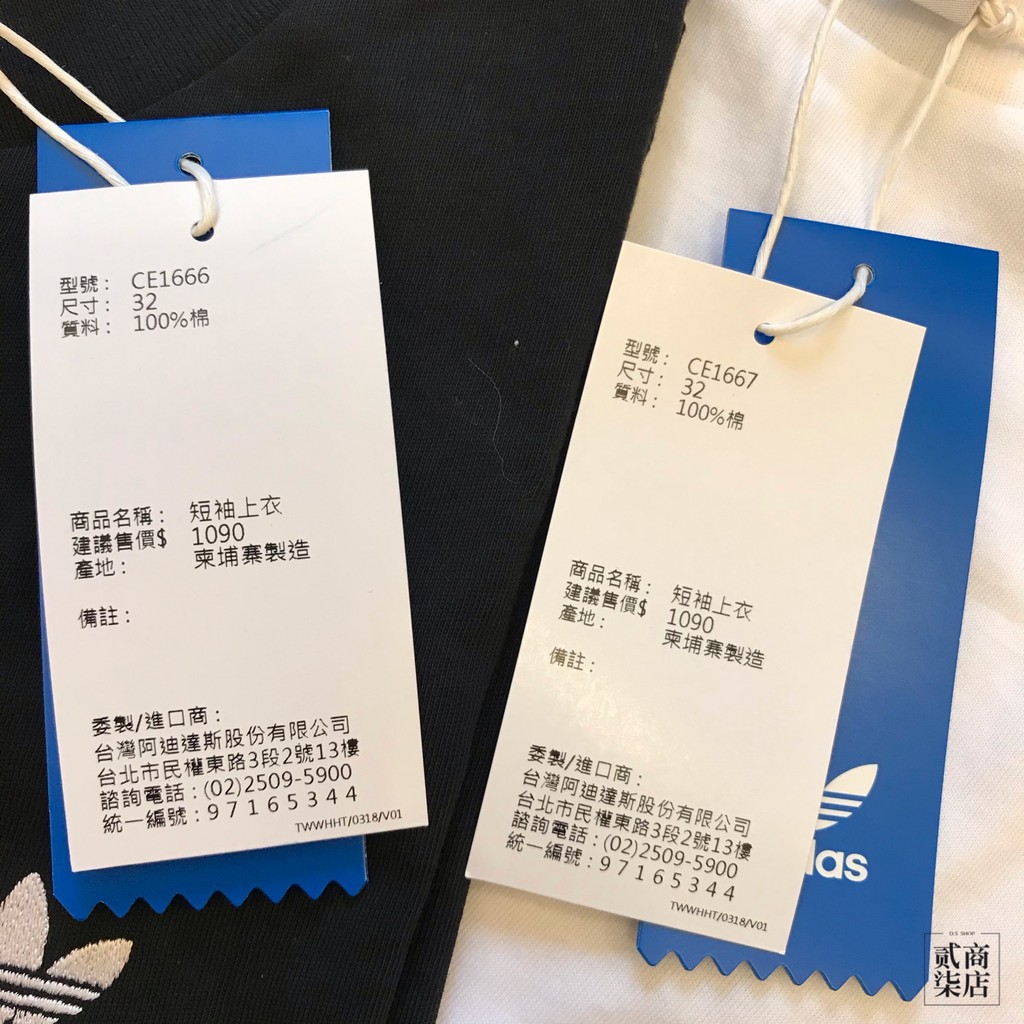 型號： CE1666
尺寸： 32
質料： 100%棉
商品名稱： 短袖上衣
建議售價$ 1090
產地： 柬埔寨製造
備註：
委製/進口商：
台灣阿迪達斯股份有限公司
台北市民權東路3段2號13樓
諮詢電話：(02)2509-5900
統一編號：97165344
TWWHHT/0318/V01
型號： CE1667
尺寸： 32
質料： 100%棉
商品名稱： 短袖上衣
建議售價$ 1090
產地： 柬埔寨製造
備註：
委製/進口商：
台灣阿迪達斯股份有限公司
台北市民權東路3段2號13樓
諮詢電話：(02)2509-5900
統一編號：97165344
TWWHHT/0318/V01
das
D.S. SHOP
貳柒商店